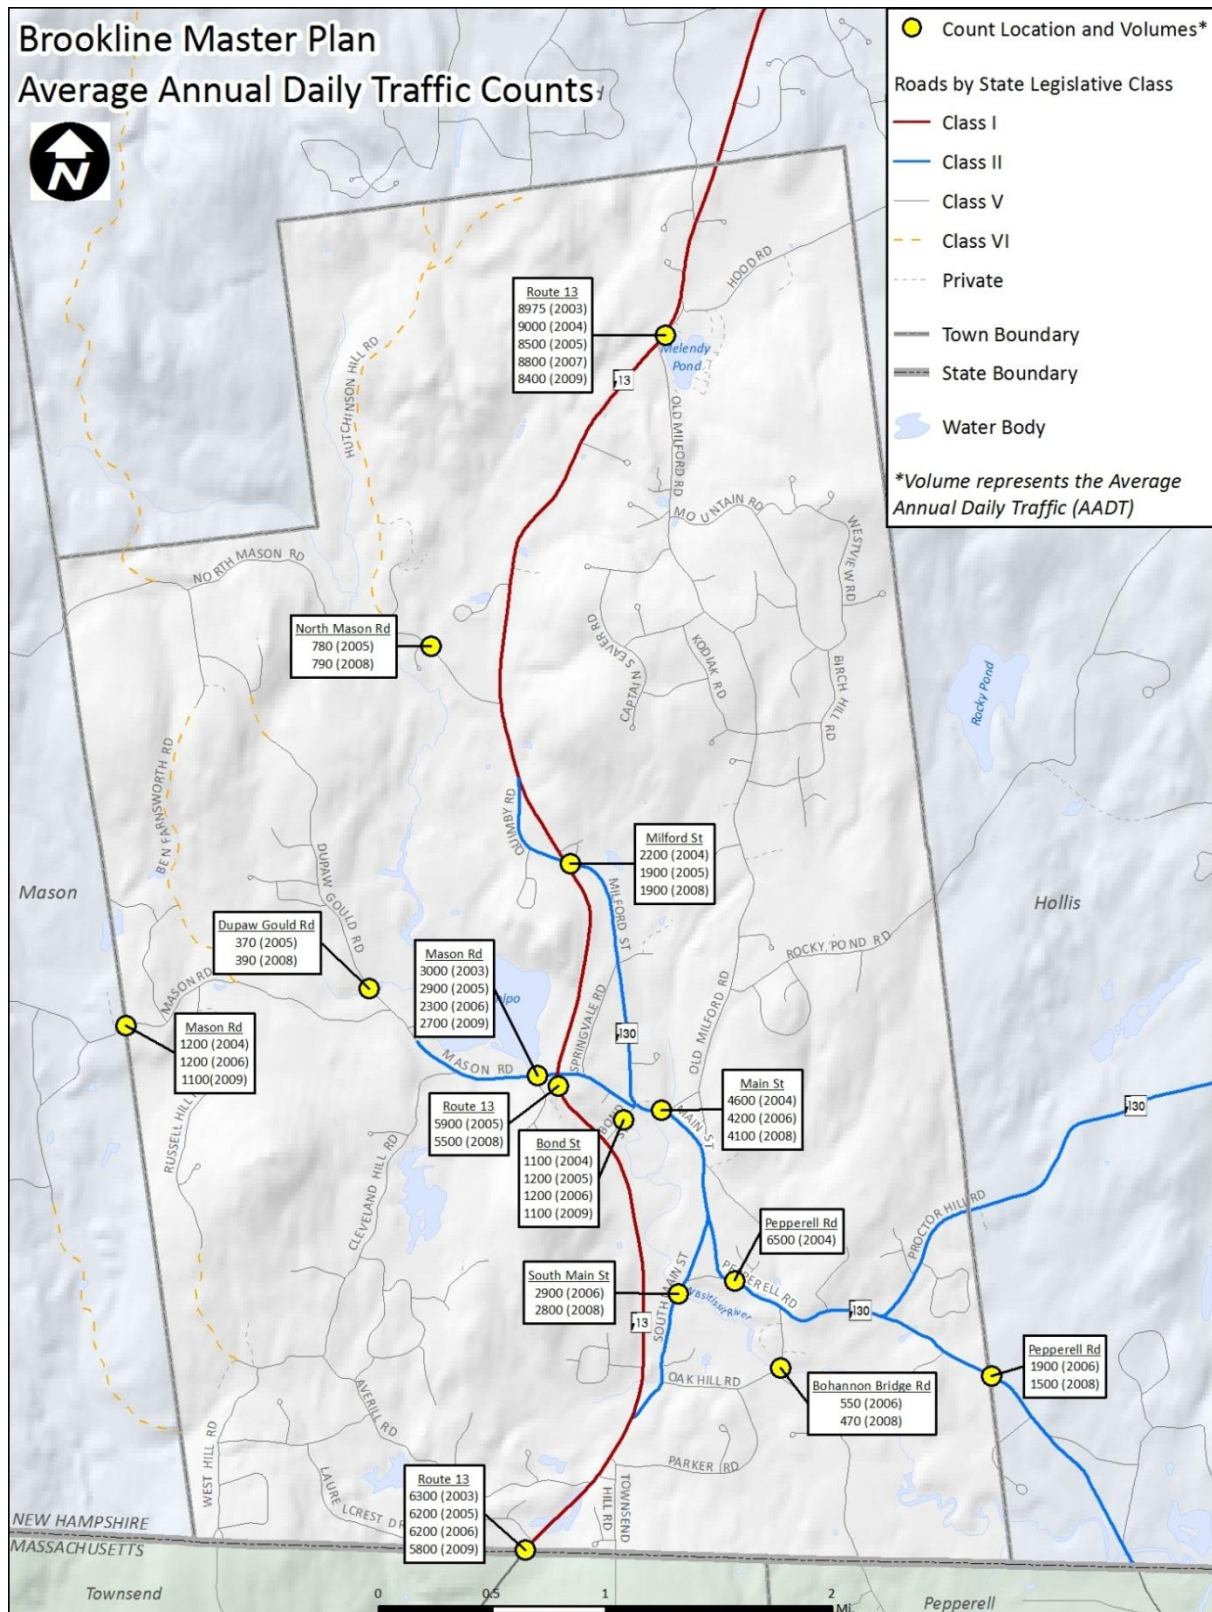 Brookline Master Plan
Average Annual Daily Traffic Counts
N
Count Location and Volumes*
Roads by State Legislative Class
Class I
Class II
Class V
Class VI
Private
Town Boundary
State Boundary
Water Body
*Volume represents the Average
Annual Daily Traffic (AADT)
Route 13
8975 (2003)
9000 (2004)
8500 (2005)
8800 (2007)
8400 (2009)
HOOD RD
Melendy
Pond
13
HUTCHINSON HILL RD
OLD MILFORD RD
MOUNTAIN RD
WESTVIEW RD
NORTH MASON RD
North Mason Rd
780 (2005)
790 (2008)
CAPTAIN SEAVER RD
KODIAK RD
BIRCH HILL RD
Rocky Pond
BEN FARNSWORTH RD
QUIMBY RD
DUPAW GOULD RD
Milford St
2200 (2004)
1900 (2005)
1900 (2008)
MILFORD ST
Mason
Hollis
Dupaw Gould Rd
370 (2005)
390 (2008)
Mason Rd
3000 (2003)
2900 (2005)
2300 (2006)
2700 (2009)
ROCKY POND RD
MASON RD
OLD MILFORD RD
SPRINGVALE RD
Mason Rd
1200 (2004)
1200 (2006)
1100(2009)
130
MASON RD
RUSSELL HILL RD
Route 13
5900 (2005)
5500 (2008)
Bond St
1100 (2004)
1200 (2005)
1200 (2006)
1100 (2009)
BOND ST
Main St
4600 (2004)
4200 (2006)
4100 (2008)
MAIN ST
130
CLEVELAND HILL RD
PROCTOR HILL RD
Pepperell Rd
6500 (2004)
South Main St
2900 (2006)
2800 (2008)
SOUTH MAIN ST
PEPPERELL RD
River
13
130
Pepperell Rd
1900 (2006)
1500 (2008)
Bohannon Bridge Rd
550 (2006)
470 (2008)
OAK HILL RD
AVERILL RD
WEST HILL RD
LAURELCREST DR
PARKER RD
TOWNSEND
HILL RD
Route 13
6300 (2003)
6200 (2005)
6200 (2006)
5800 (2009)
NEW HAMPSHIRE
MASSACHUSETTS
Townsend
Pepperell
0 0.5 1 2
Mi